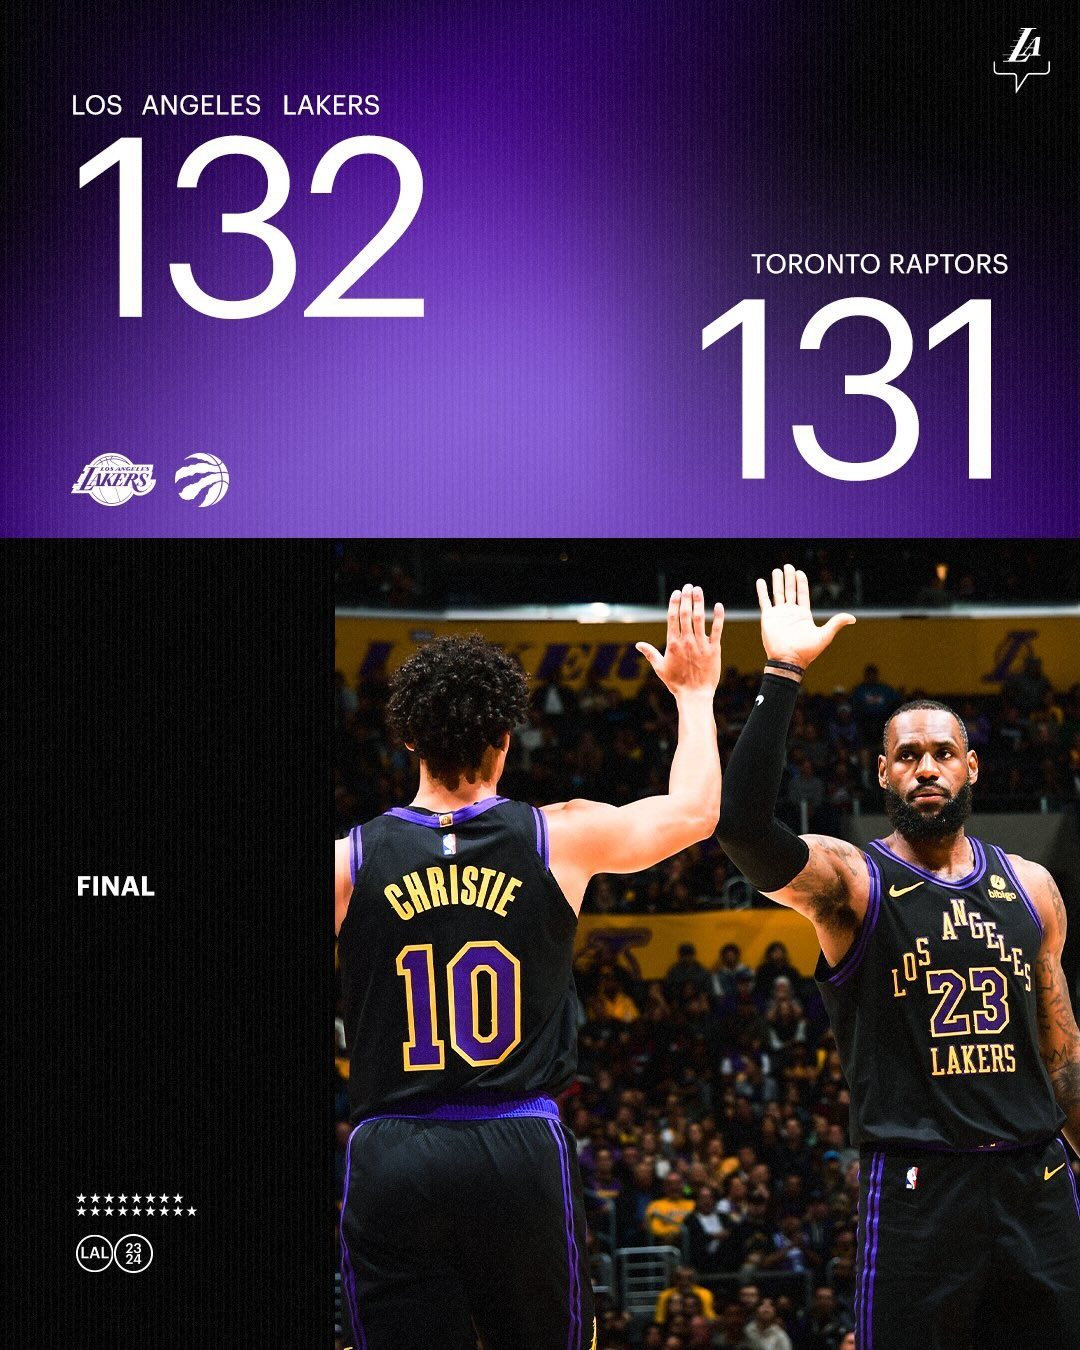 LA
LOS ANGELES LAKERS
132
TORONTO RAPTORS
131
LOS ANGELES
LAKERS
FINAL
CHRISTIE
10
bibigo
LOS ANGELES
23
LAKERS
LAL
23
24